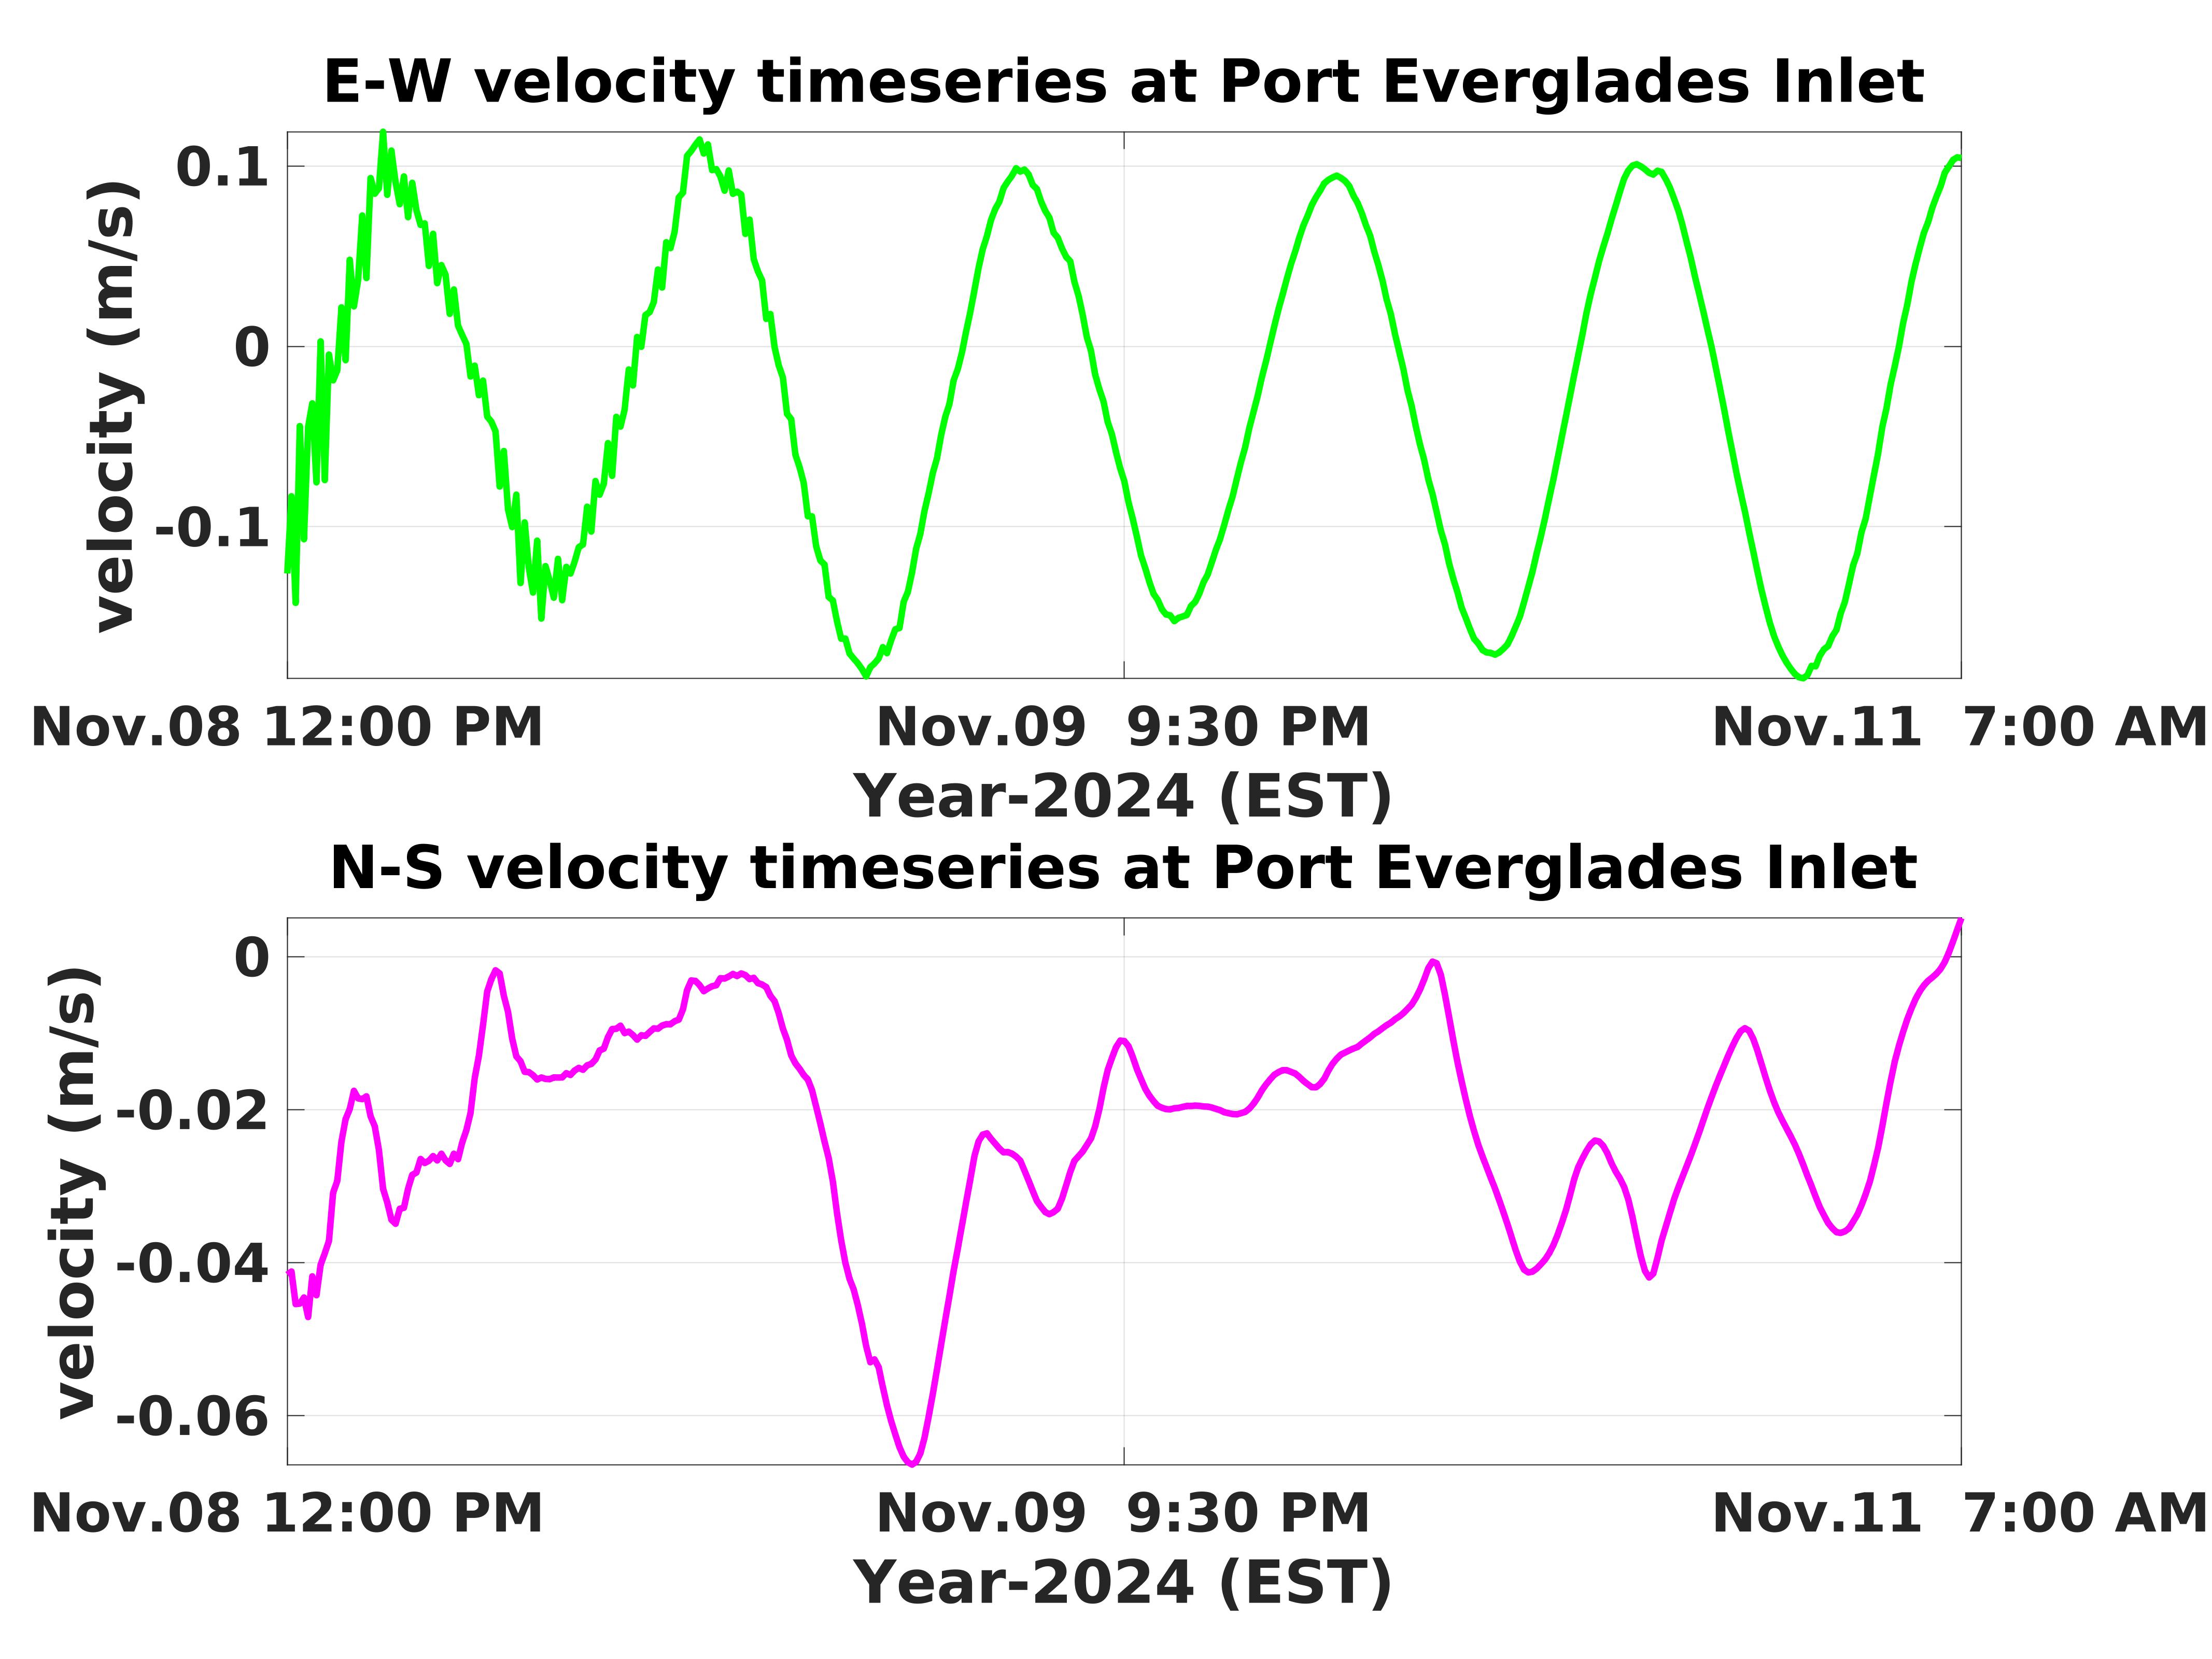 E-W velocity timeseries at Port Everglades Inlet
velocity (m/s)
0.1
0
-0.1
Nov.08 12:00 PM Nov.09 9:30 PM Nov.11 7:00 AM
Year-2024 (EST)
N-S velocity timeseries at Port Everglades Inlet
velocity (m/s)
0
-0.02
-0.04
-0.06
Nov.08 12:00 PM Nov.09 9:30 PM Nov.11 7:00 AM
Year-2024 (EST)